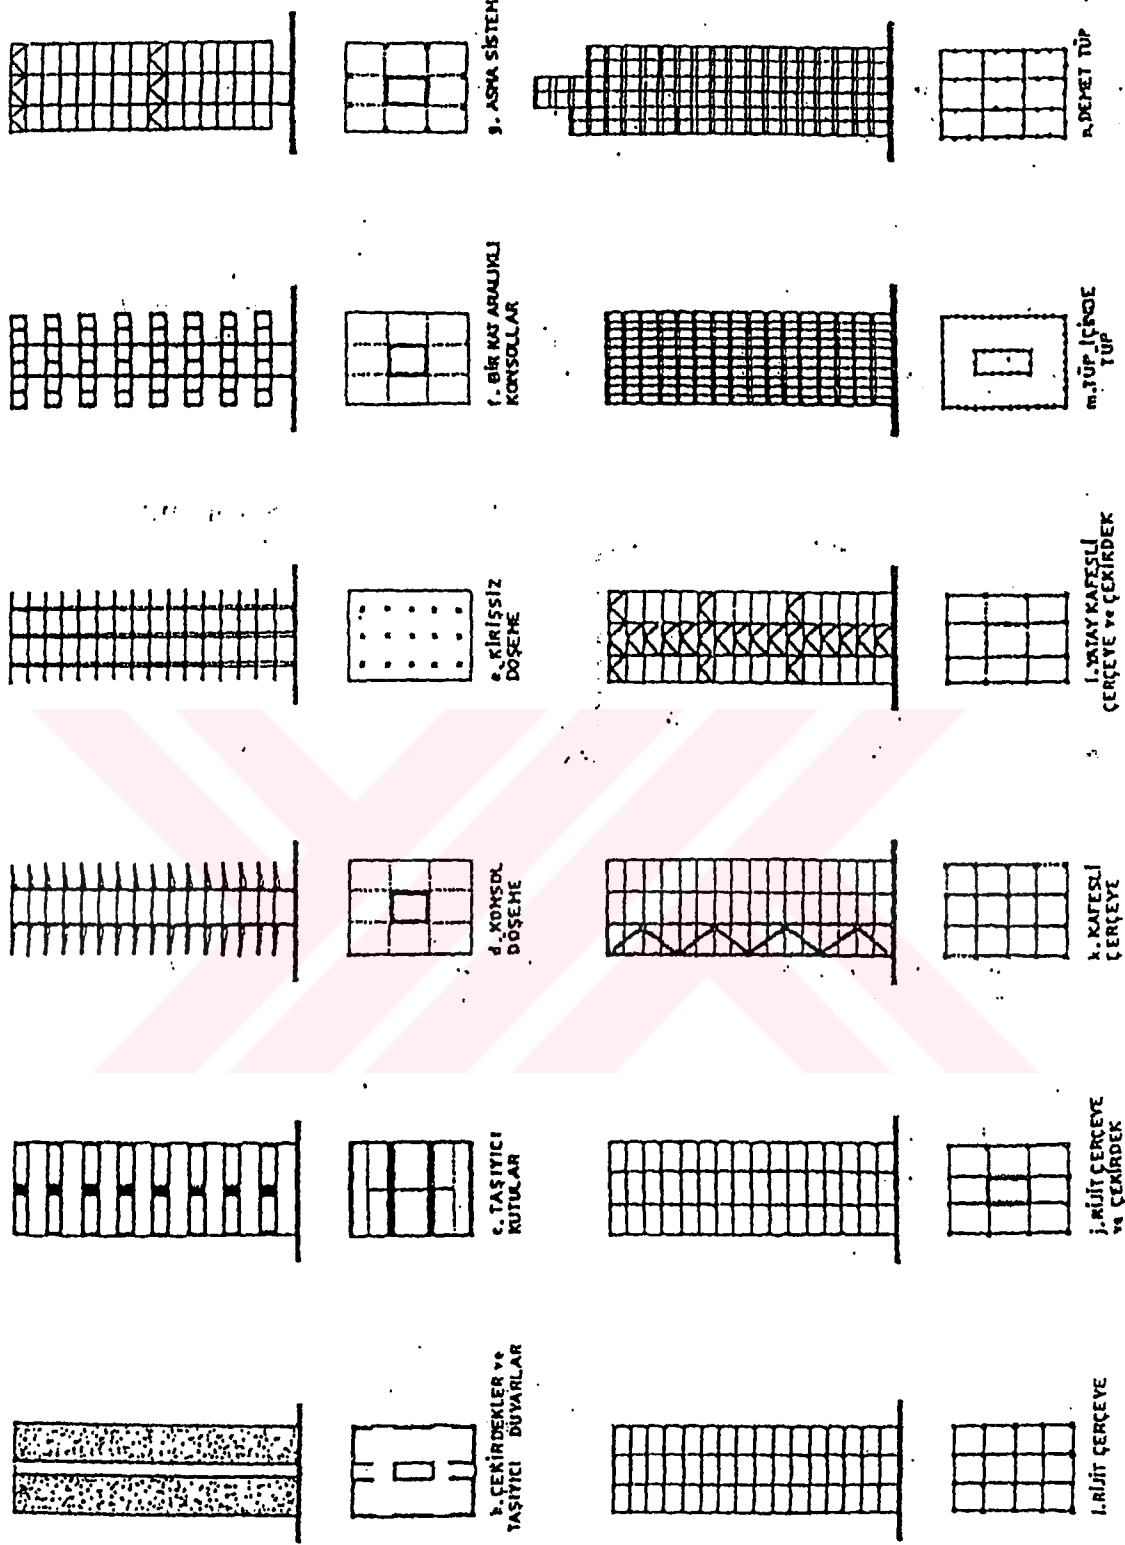 b. ÇEKİRDEKLER ve
TAŞIYICI DUVARLAR
c. TAŞIYICI
KUTULAR
d. KONSOL
DÖŞEME
e. KİRİŞSİZ
DÖŞEME
f. BİR KAT ARALIKLI
KONSOLLAR
g. ASMA SİSTEM
i. RİJİT ÇERÇEVE
j. RİJİT ÇERÇEVE
ve ÇEKİRDEK
k. KAFESLİ
ÇERÇEVE
l. YATAY KAFESLİ
ÇERÇEVE ve ÇEKİRDEK
m. TÜP İÇİNDE
TÜP
n. DEMET TÜP